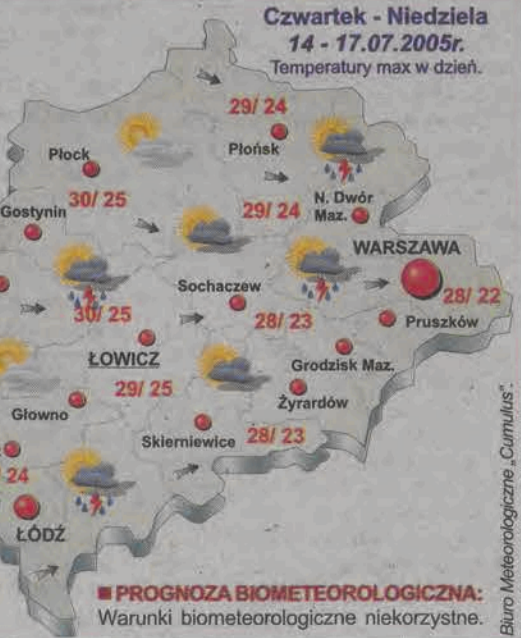 Czwartek - Niedziela
14 - 17.07.2005r.
Temperatury max w dzień.
29/ 24
Płońsk
Płock
30/ 25
Gostynin
29/ 24
N. Dwór
Maz.
WARSZAWA
28/ 22
Sochaczew
30/ 25
28/ 23
Pruszków
ŁOWICZ
Grodzisk Maz.
29/ 25
Głowno
Żyrardów
Skierniewice
28/ 23
24
ŁÓDŹ
■ PROGNOZA BIOMETEOROLOGICZNA:
Warunki biometeorologiczne niekorzystne.
Biuro Meteorologiczne „Cumulus".